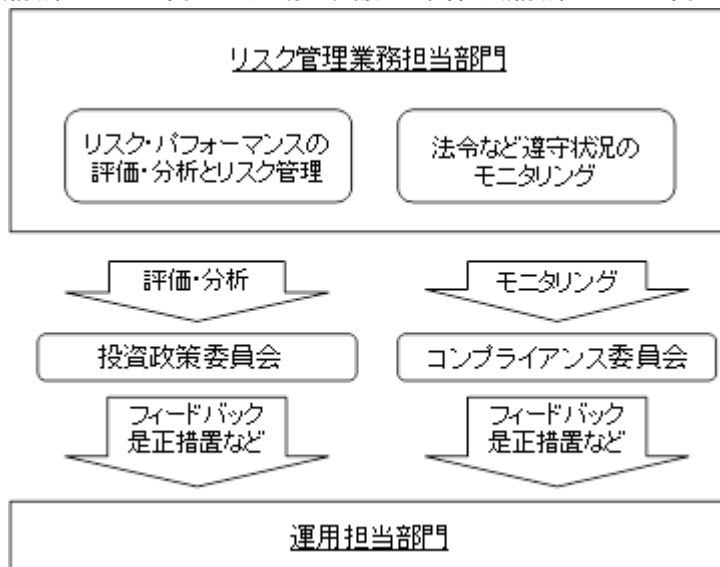 リスク管理業務担当部門
リスク・パフォーマンスの
評価・分析とリスク管理
法令など遵守状況の
モニタリング
評価・分析
モニタリング
投資政策委員会
コンプライアンス委員会
フィードバック
是正措置など
フィードバック
是正措置など
運用担当部門